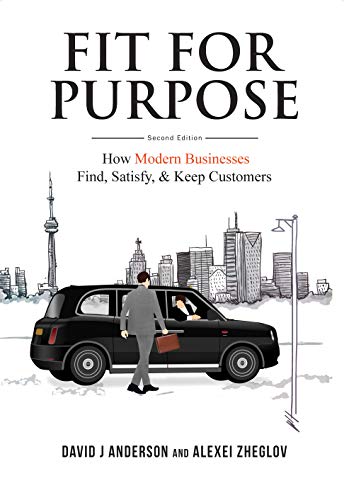 FIT FOR
PURPOSE
Second Edition
How Modern Businesses
Find, Satisfy, & Keep Customers
DAVID J ANDERSON AND ALEXEI ZHEGLOV